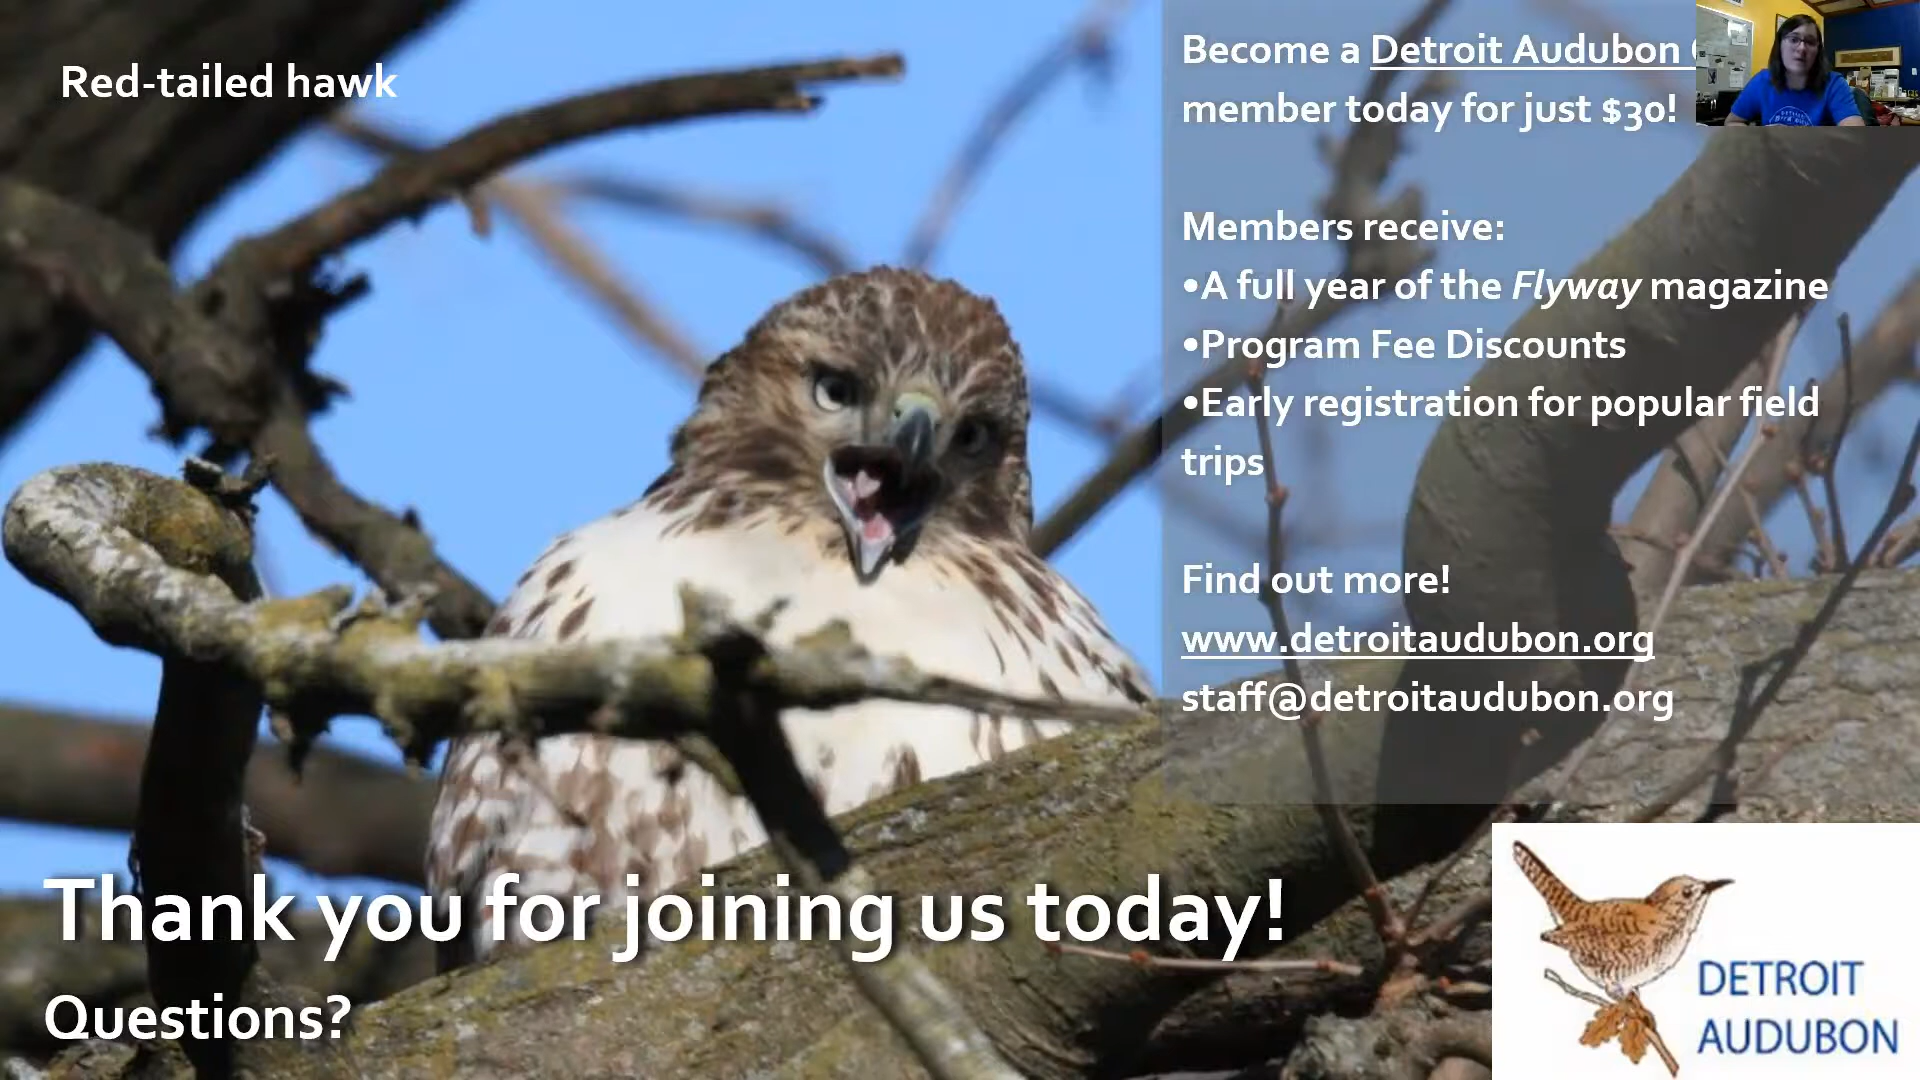 Red-tailed hawk
Become a Detroit Audubon
member today for just $30!
Members receive:
•A full year of the Flyway magazine
•Program Fee Discounts
•Early registration for popular field
trips
Find out more!
www.detroitaudubon.org
staff@detroitaudubon.org
Thank you for joining us today!
Questions?
DETROIT
AUDUBON